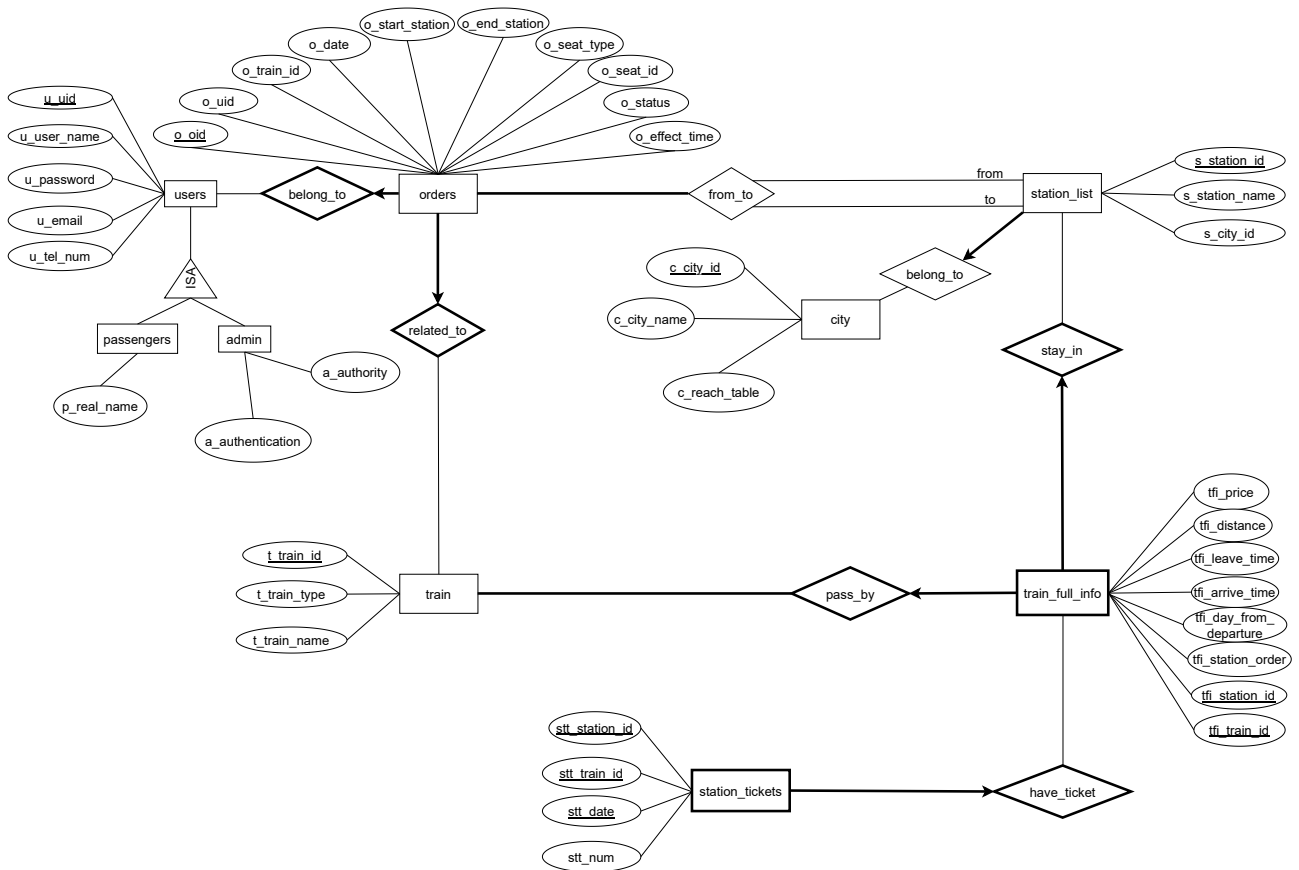 o_start_station
o_end_station
o_date
o_seat_type
o_train_id
o_seat_id
u_uid
o_uid
o_status
u_user_name
o_oid
o_effect_time
s_station_id
u_password
users
belong_to
orders
from_to
from
to
station_list
s_station_name
u_email
s_city_id
u_tel_num
ISA
c_city_id
belong_to
c_city_name
city
passengers
admin
related_to
stay_in
a_authority
c_reach_table
p_real_name
a_authentication
tfi_price
tfi_distance
t_train_id
tfi_leave_time
t_train_type
train
pass_by
train_full_info
tfi_arrive_time
tfi_day_from_
departure
t_train_name
tfi_station_order
tfi_station_id
tfi_train_id
stt_station_id
stt_train_id
station_tickets
have_ticket
stt_date
stt_num